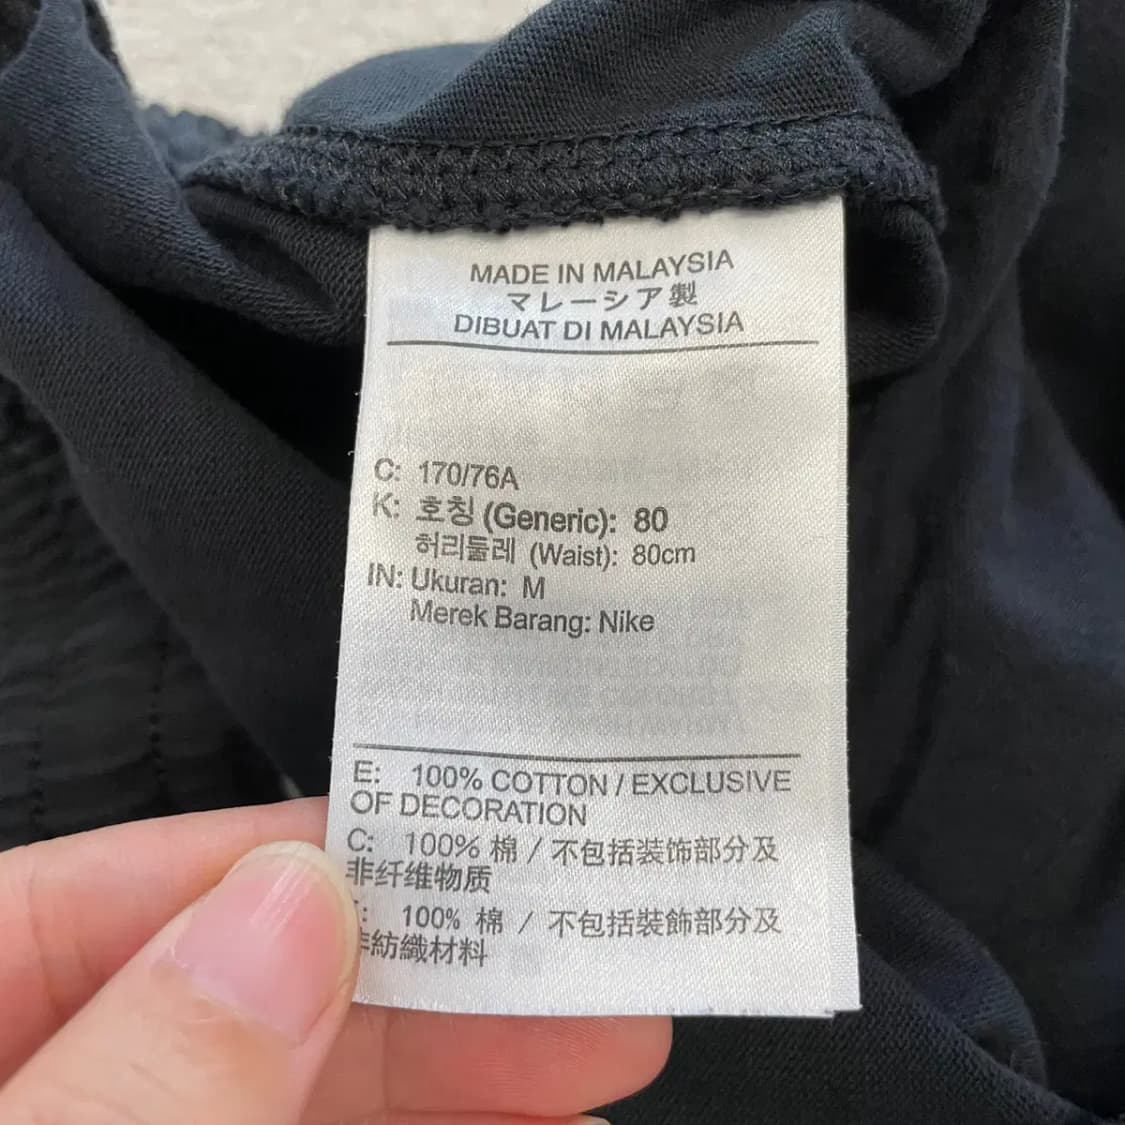 MADE IN MALAYSIA
マレーシア製
DIBUAT DI MALAYSIA
C: 170/76A
K: 호칭 (Generic): 80
허리둘레 (Waist): 80cm
IN: Ukuran: M
Merek Barang: Nike
E: 100% COTTON / EXCLUSIVE
OF DECORATION
C: 100% 棉 / 不包括装饰部分及
非纤维物质
: 100% 棉 / 不包括裝飾部分及
非紡織材料